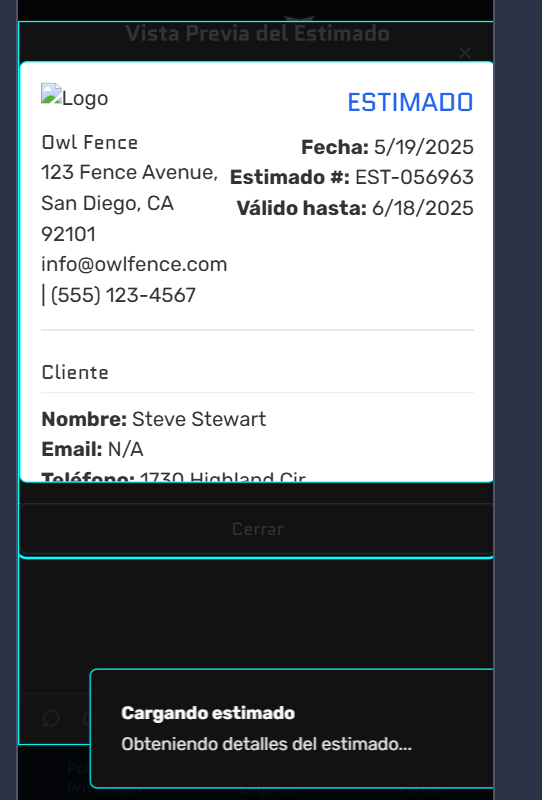 Vista Previa del Estimado
×
Logo
ESTIMADO
Owl Fence
123 Fence Avenue,
San Diego, CA
92101
info@owlfence.com
| (555) 123-4567
Fecha: 5/19/2025
Estimado #: EST-056963
Válido hasta: 6/18/2025
Cliente
Nombre: Steve Stewart
Email: N/A
Teléfono: 1730 Highland Cir
Cerrar
Cargando estimado
Obteniendo detalles del estimado...